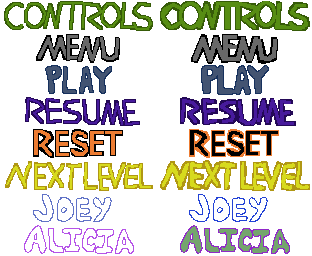 CONTROLS CONTROLS
MENU MENU
PLAY PLAY
RESUME RESUME
RESET RESET
NEXT LEVEL NEXT LEVEL
JOEY JOEY
ALICIA ALICIA